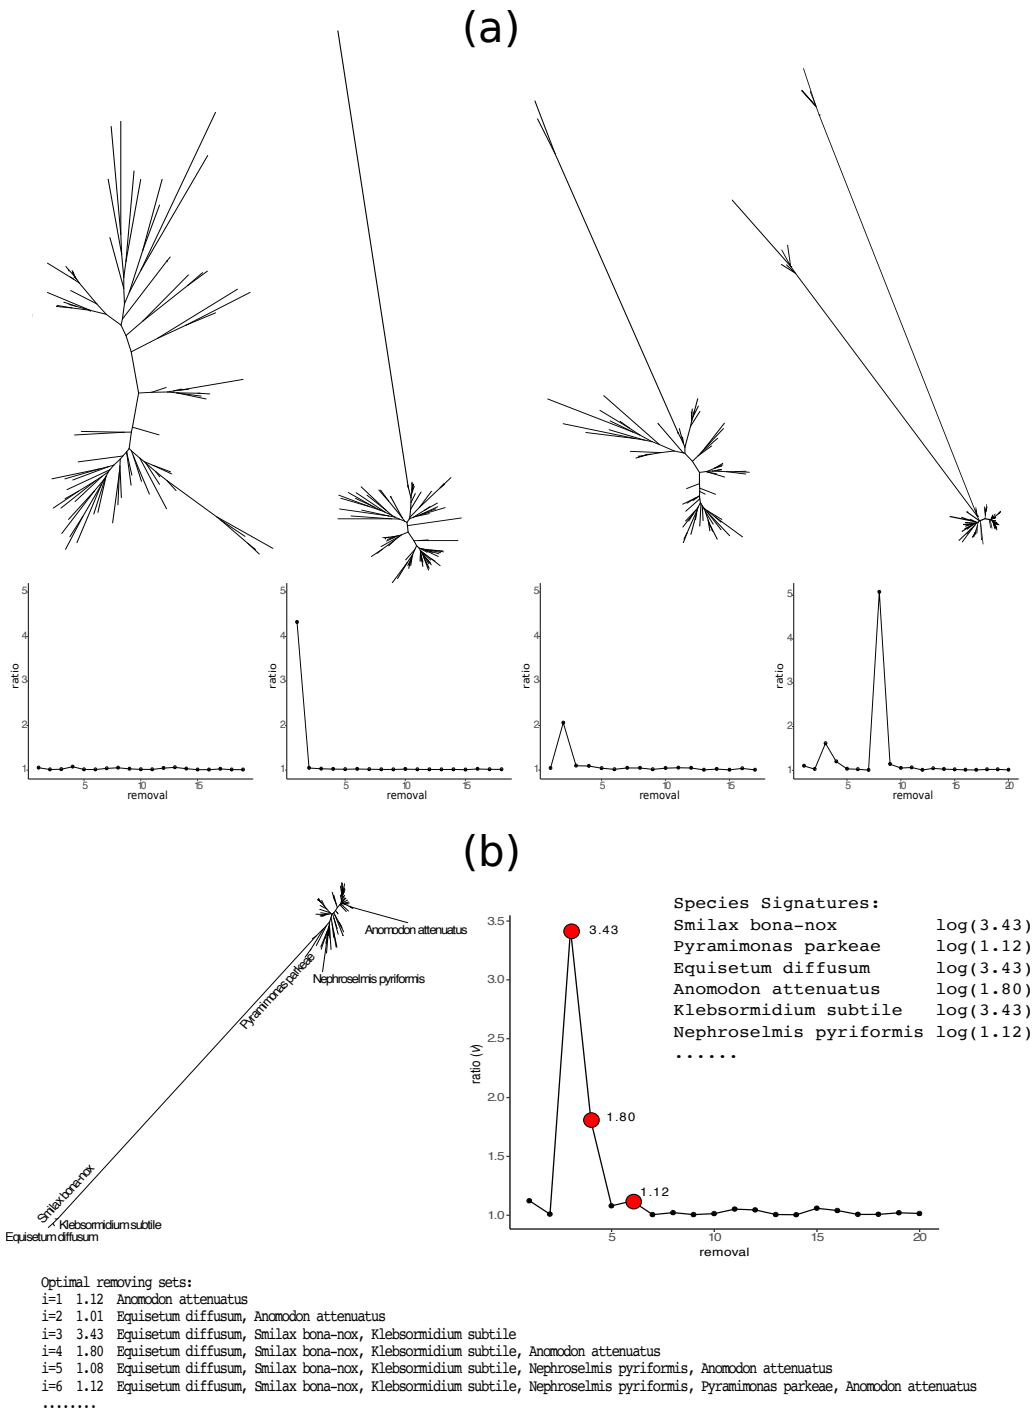 (a)
5
4
3
2
1
ratio
5
10
15
removal
5
4
3
2
1
ratio
5
10
15
removal
5
4
3
2
1
ratio
5
10
15
removal
5
4
3
2
1
ratio
5
10
15
20
removal
(b)
Anomodon attenuatus
Pyramimonas parkeae
Nephroselmis pyriformis
Smilax bona-nox
Klebsormidium subtile
Equisetum diffusum
3.5
3.0
2.5
2.0
1.5
1.0
ratio (v)
3.43
1.80
1.12
5
10
15
20
removal
Species Signatures:
Smilax bona-nox log(3.43)
Pyramimonas parkeae log(1.12)
Equisetum diffusum log(3.43)
Anomodon attenuatus log(1.80)
Klebsormidium subtile log(3.43)
Nephroselmis pyriformis log(1.12)
......
Optimal removing sets:
i=1 1.12 Anomodon attenuatus
i=2 1.01 Equisetum diffusum, Anomodon attenuatus
i=3 3.43 Equisetum diffusum, Smilax bona-nox, Klebsormidium subtile
i=4 1.80 Equisetum diffusum, Smilax bona-nox, Klebsormidium subtile, Anomodon attenuatus
i=5 1.08 Equisetum diffusum, Smilax bona-nox, Klebsormidium subtile, Nephroselmis pyriformis, Anomodon attenuatus
i=6 1.12 Equisetum diffusum, Smilax bona-nox, Klebsormidium subtile, Nephroselmis pyriformis, Pyramimonas parkeae, Anomodon attenuatus
........